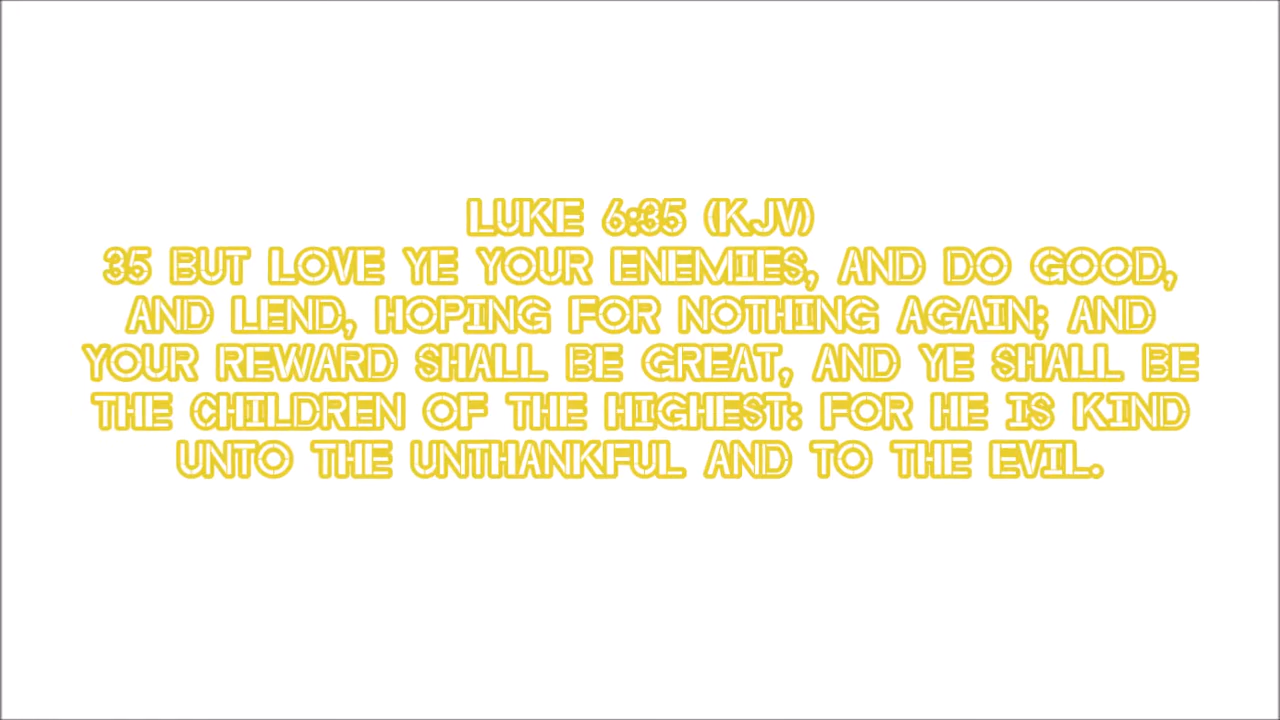 LUKE 6:35 (KJV)
35 BUT LOVE YE YOUR ENEMIES, AND DO GOOD,
AND LEND, HOPING FOR NOTHING AGAIN; AND
YOUR REWARD SHALL BE GREAT, AND YE SHALL BE
THE CHILDREN OF THE HIGHEST: FOR HE IS KIND
UNTO THE UNTHANKFUL AND TO THE EVIL.